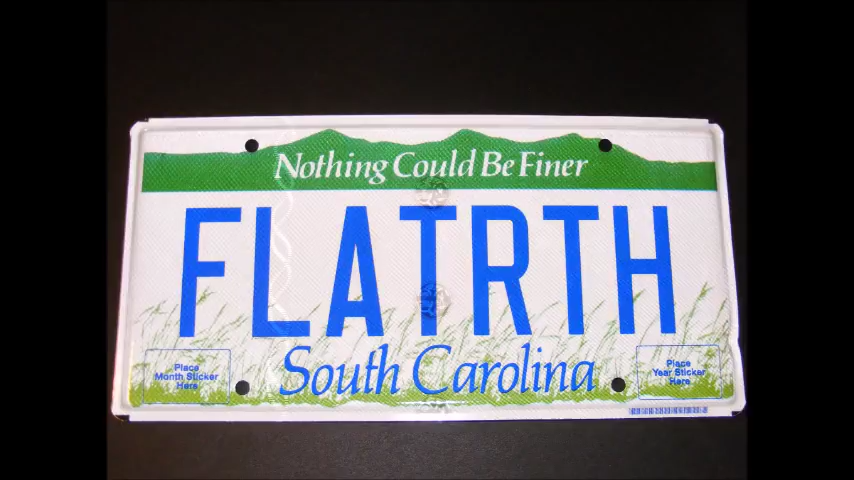 Nothing Could Be Finer
FLATRTH
South Carolina
Place
Month Sticker
Here
Place
Year Sticker
Here